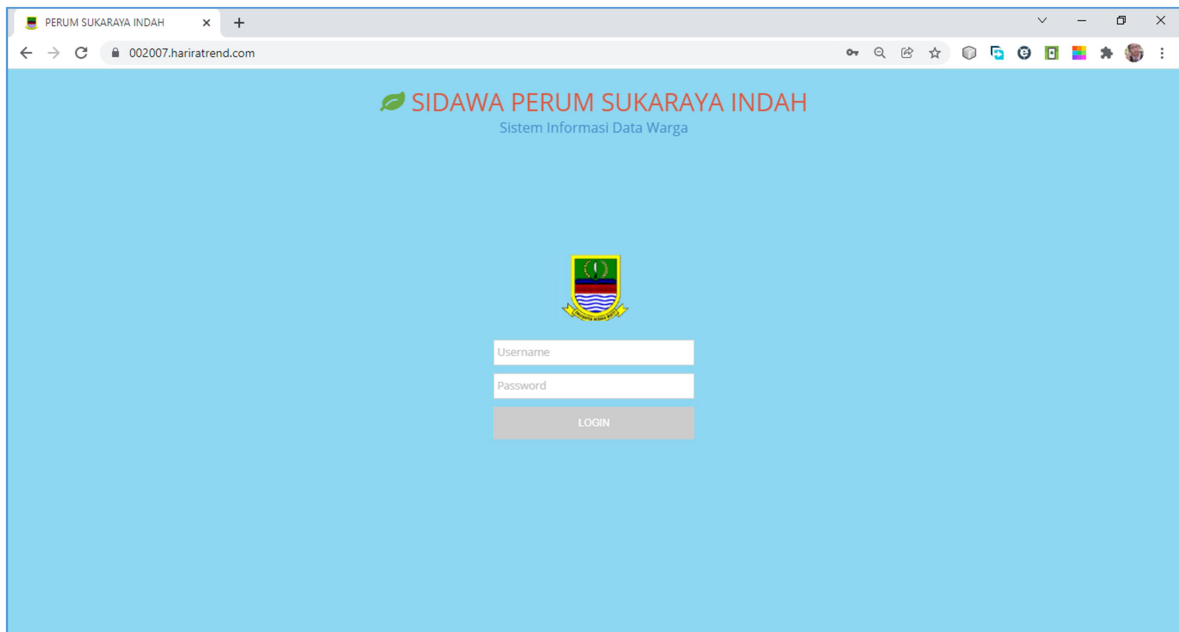 PERUM SUKARAYA INDAH
002007.hariratrend.com
SIDAWA PERUM SUKARAYA INDAH
Sistem Informasi Data Warga
Username
Password
LOGIN